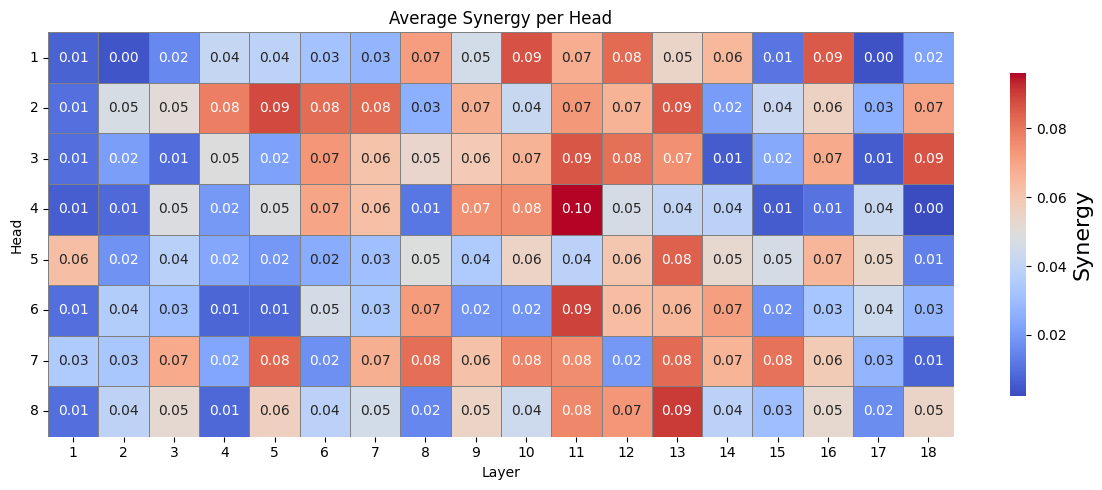 Average Synergy per Head
1 0.01 0.00 0.02 0.04 0.04 0.03 0.03 0.07 0.05 0.09 0.07 0.08 0.05 0.06 0.01 0.09 0.00 0.02
2 0.01 0.05 0.05 0.08 0.09 0.08 0.08 0.03 0.07 0.04 0.07 0.07 0.09 0.02 0.04 0.06 0.03 0.07
3 0.01 0.02 0.01 0.05 0.02 0.07 0.06 0.05 0.06 0.07 0.09 0.08 0.07 0.01 0.02 0.07 0.01 0.09
4 0.01 0.01 0.05 0.02 0.05 0.07 0.06 0.01 0.07 0.08 0.10 0.05 0.04 0.04 0.01 0.01 0.04 0.00
5 0.06 0.02 0.04 0.02 0.02 0.02 0.03 0.05 0.04 0.06 0.04 0.06 0.08 0.05 0.05 0.07 0.05 0.01
6 0.01 0.04 0.03 0.01 0.01 0.05 0.03 0.07 0.02 0.02 0.09 0.06 0.06 0.07 0.02 0.03 0.04 0.03
7 0.03 0.03 0.07 0.02 0.08 0.02 0.07 0.08 0.06 0.08 0.08 0.02 0.08 0.07 0.08 0.06 0.03 0.01
8 0.01 0.04 0.05 0.01 0.06 0.04 0.05 0.02 0.05 0.04 0.08 0.07 0.09 0.04 0.03 0.05 0.02 0.05
1 2 3 4 5 6 7 8 9 10 11 12 13 14 15 16 17 18
Layer
Head
0.08
0.06
0.04
0.02
Synergy